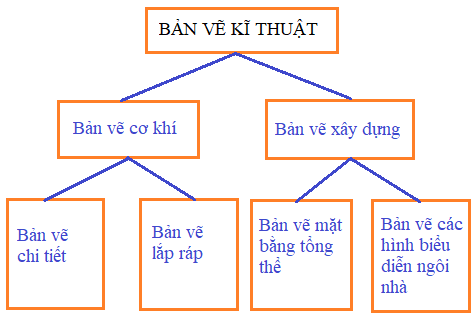 BẢN VẼ KĨ THUẬT
Bản vẽ cơ khí
Bản vẽ xây dựng
Bản vẽ
chi tiết
Bản vẽ
lắp ráp
Bản vẽ mặt
bằng tổng
thể
Bản vẽ các
hình biểu
diễn ngôi
nhà